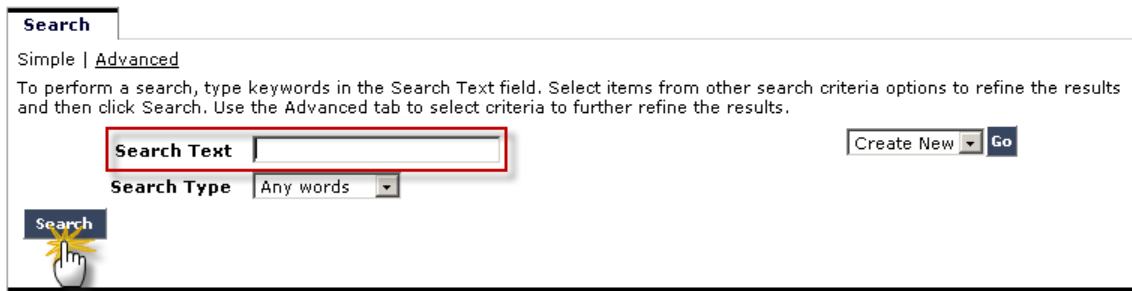 Search
Simple | Advanced
To perform a search, type keywords in the Search Text field. Select items from other search criteria options to refine the results
and then click Search. Use the Advanced tab to select criteria to further refine the results.
Search Text
Create New Go
Search Type Any words
Search